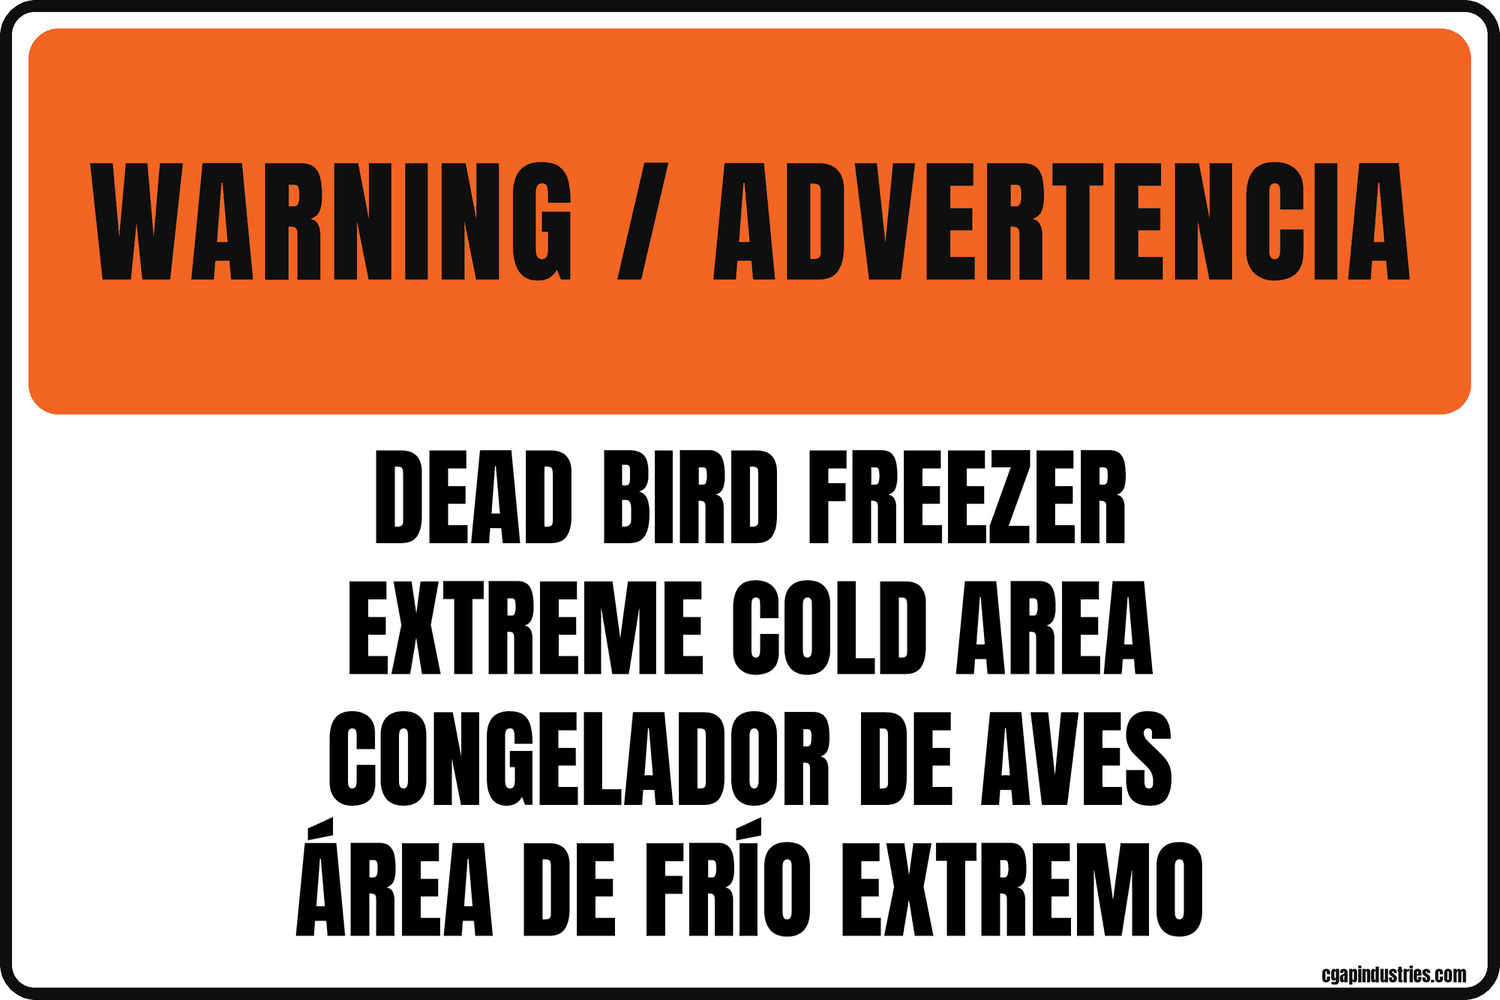 WARNING / ADVERTENCIA
DEAD BIRD FREEZER
EXTREME COLD AREA
CONGELADOR DE AVES
ÁREA DE FRÍO EXTREMO
cgapindustries.com